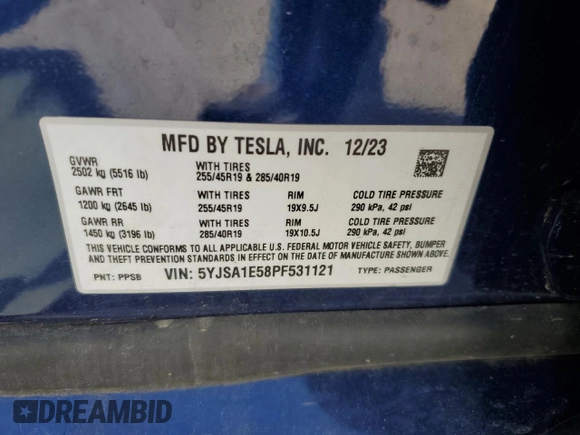 MFD BY TESLA, INC. 12/23
GVWR
2502 kg (5516 lb)
WITH TIRES
255/45R19 & 285/40R19
GAWR FRT
1200 kg (2645 lb)
WITH TIRES
255/45R19
RIM
19X9.5J
COLD TIRE PRESSURE
290 kPa, 42 psi
GAWR RR
1450 kg (3196 lb)
WITH TIRES
285/40R19
RIM
19X10.5J
COLD TIRE PRESSURE
290 kPa, 42 psi
THIS VEHICLE CONFORMS TO ALL APPLICABLE U.S. FEDERAL MOTOR VEHICLE SAFETY, BUMPER
AND THEFT PREVENTION STANDARDS IN EFFECT ON THE DATE OF MANUFACTURE SHOWN ABOVE.
PNT: PPSB VIN: 5YJSA1E58PF531121 TYPE: PASSENGER
DREAMBID